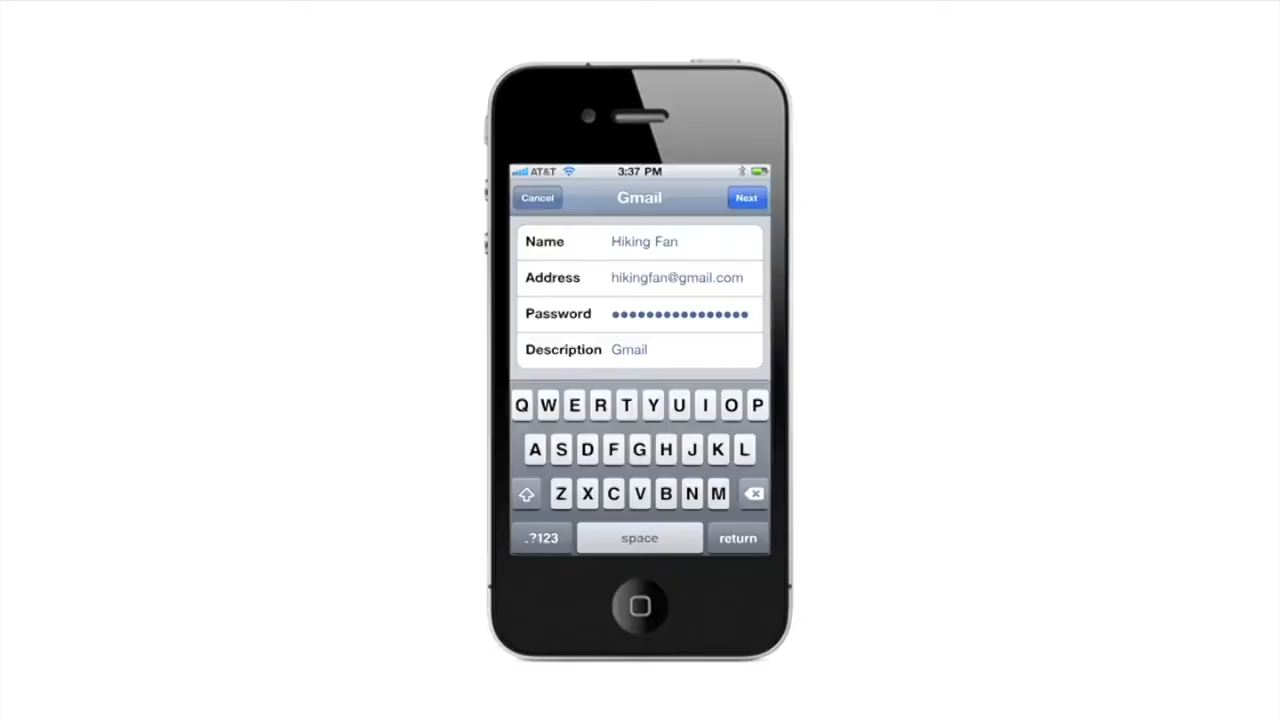 AT&T 3:37 PM
Cancel Gmail Next
Name Hiking Fan
Address hikingfan@gmail.com
Password ••••••••••••••••
Description Gmail
Q W E R T Y U I O P
A S D F G H J K L
Z X C V B N M
.?123 space return